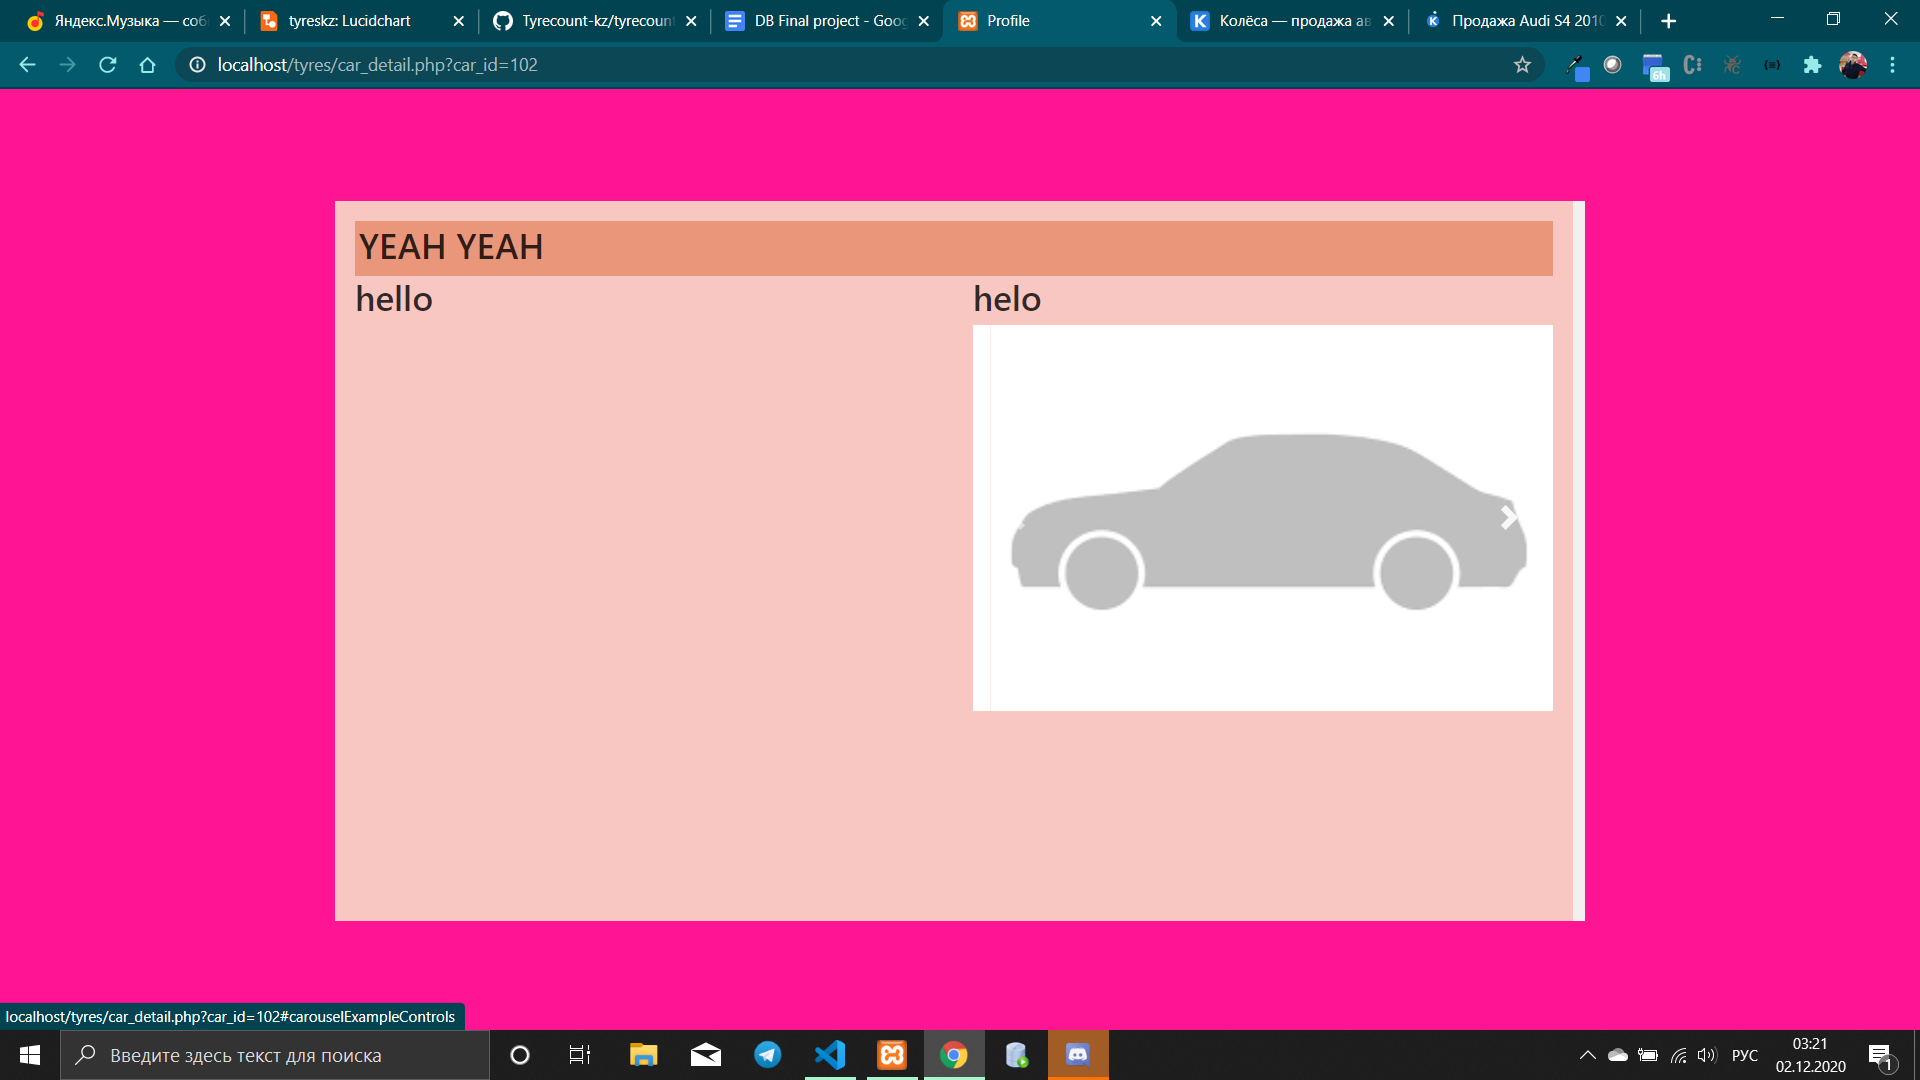 Яндекс.Музыка — соб
tyreskz: Lucidchart
Tyrecount-kz/tyrecount
DB Final project - Goog
Profile
Колёса — продажа ав
Продажа Audi S4 2010
localhost/tyres/car_detail.php?car_id=102
6h
YEAH YEAH
hello
helo
localhost/tyres/car_detail.php?car_id=102#carouselExampleControls
Введите здесь текст для поиска
РУС
03:21
02.12.2020
1